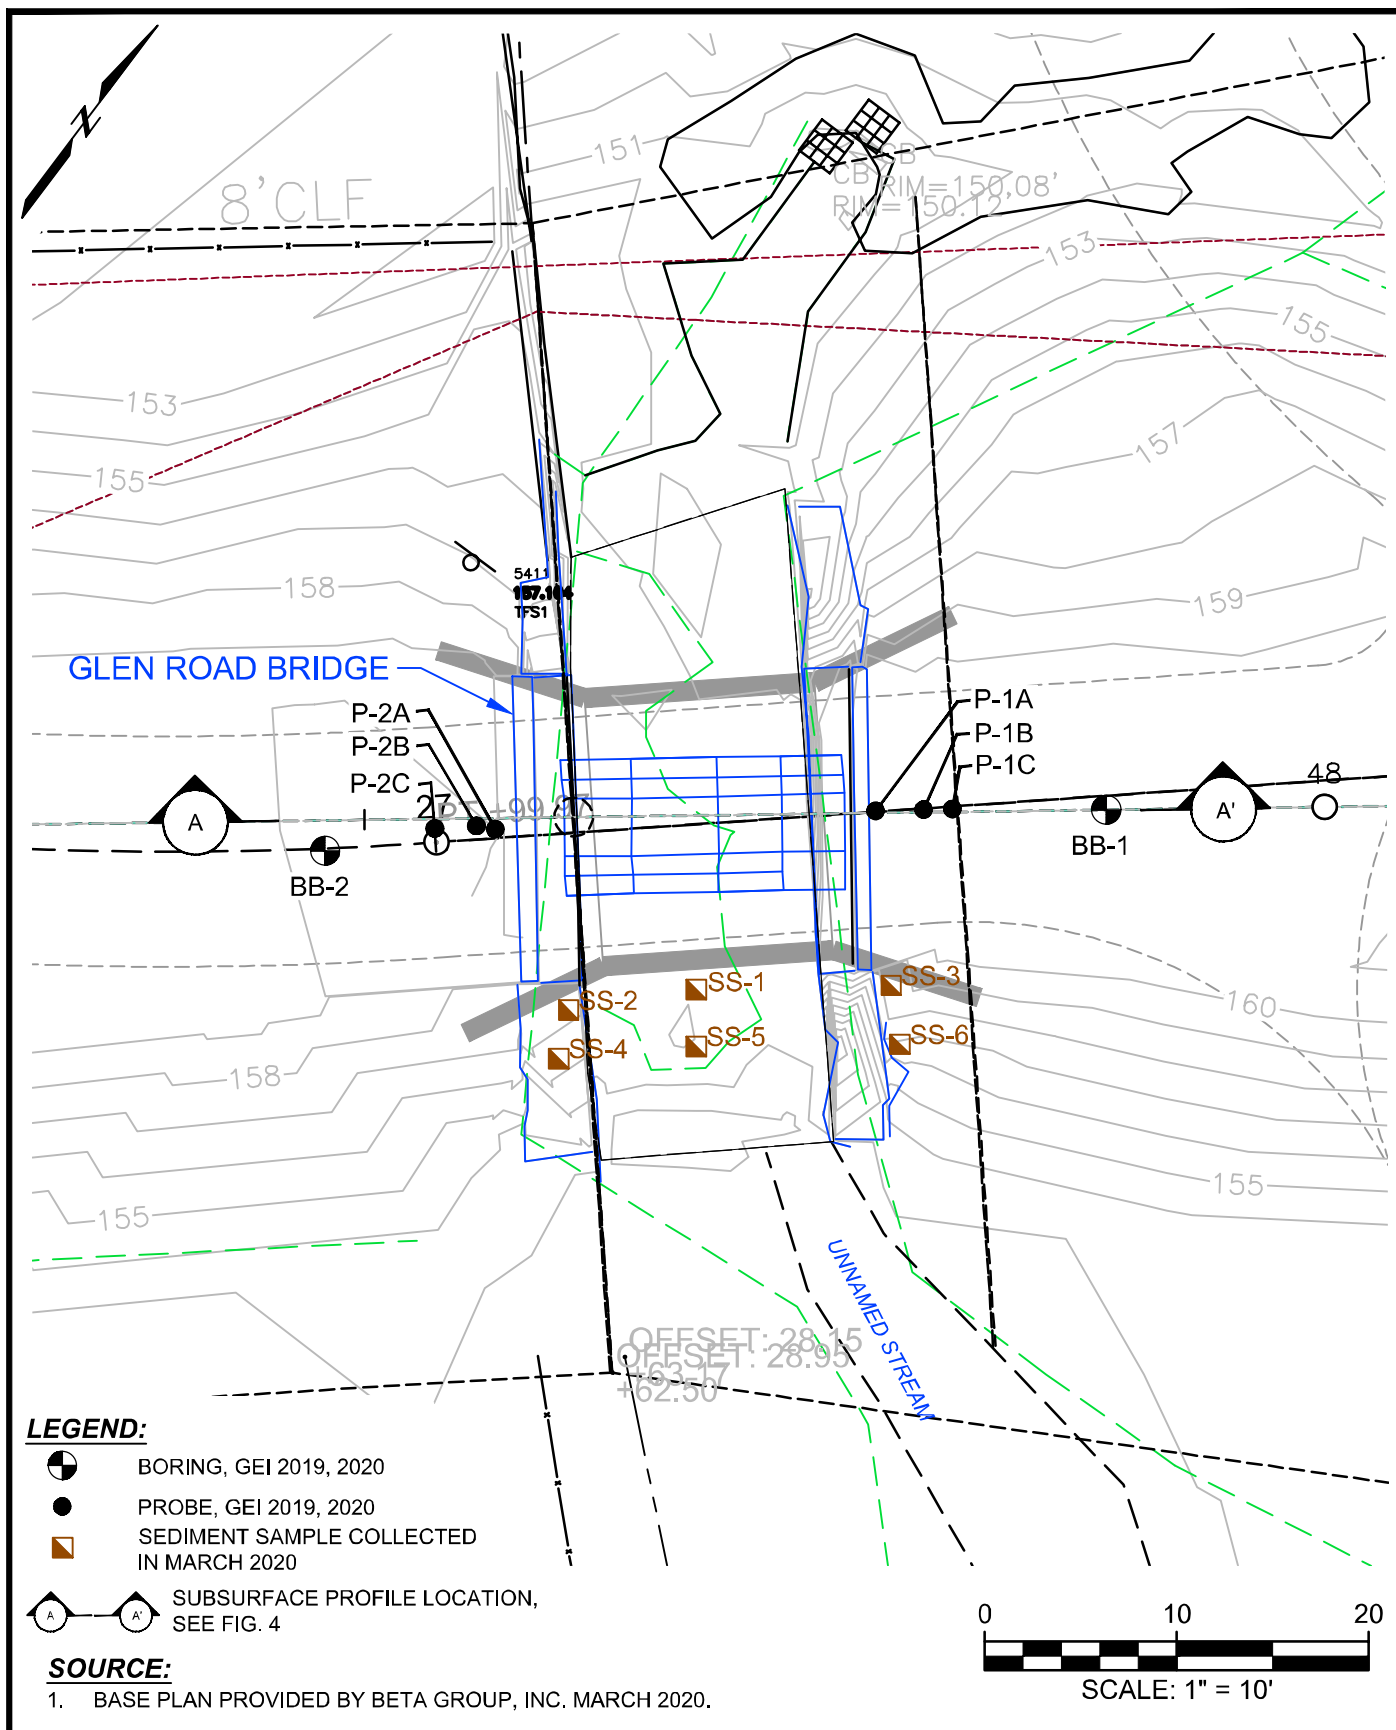 N
151
8' CLF
CB
CB
RIM=150.08'
RIM=150.12'
153
155
153
155
157
158
5411
TFS1
159
GLEN ROAD BRIDGE
P-2A
P-2B
P-2C
P-1A
P-1B
P-1C
27
+99.97
48
A
A'
BB-2
BB-1
SS-1
SS-2
SS-3
SS-4
SS-5
SS-6
158
160
155
155
UNNAMED STREAM
OFFSET: 28.15
OFFSET: 28.95
+62.50
LEGEND:
BORING, GEI 2019, 2020
PROBE, GEI 2019, 2020
SEDIMENT SAMPLE COLLECTED
IN MARCH 2020
A A' SUBSURFACE PROFILE LOCATION,
SEE FIG. 4
0 10 20
SCALE: 1" = 10'
SOURCE:
1. BASE PLAN PROVIDED BY BETA GROUP, INC. MARCH 2020.